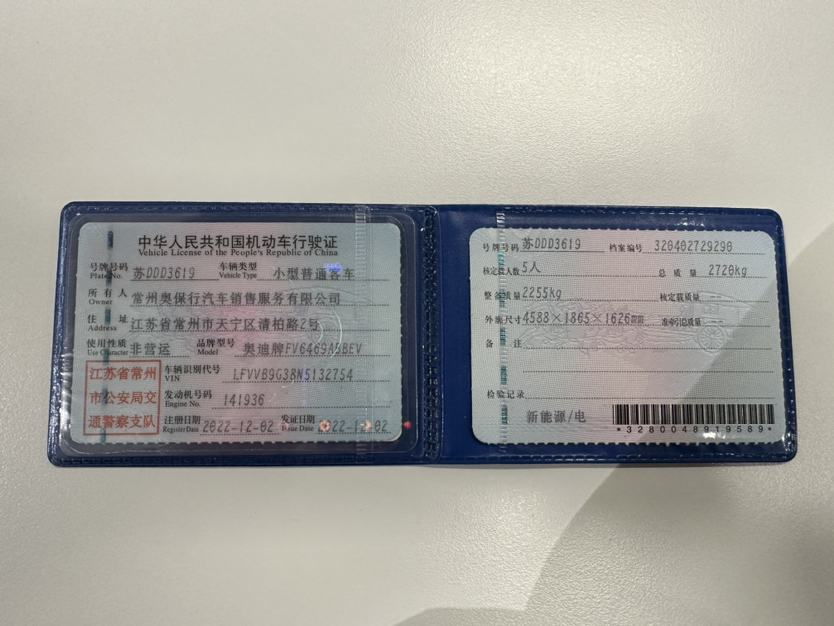 中华人民共和国机动车行驶证
Vehicle License of the People's Republic of China
号牌号码 苏DDD3619 车辆类型 小型普通客车
Plate No. Vehicle Type
所有人 常州奥保行汽车销售服务有限公司
Owner
住址 江苏省常州市天宁区清柏路2号
Address
使用性质 非营运 品牌型号 奥迪牌FV6469A5BEV
Use Character Model
江苏省常州
市公安局交
通警察支队
车辆识别代号 LFVVB9G38N5132754
VIN
发动机号码 141936
Engine No.
注册日期 2022-12-02 发证日期 2022-12-02
Register Date Issue Date
号牌号码 苏DDD3619 档案编号 320402729290
核定载人数 5人 总质量 2720kg
整备质量 2255kg 核定载质量 --
外廓尺寸 4588×1865×1626mm 准牵引总质量 --
备注
检验记录
新能源/电
*3280048919589*